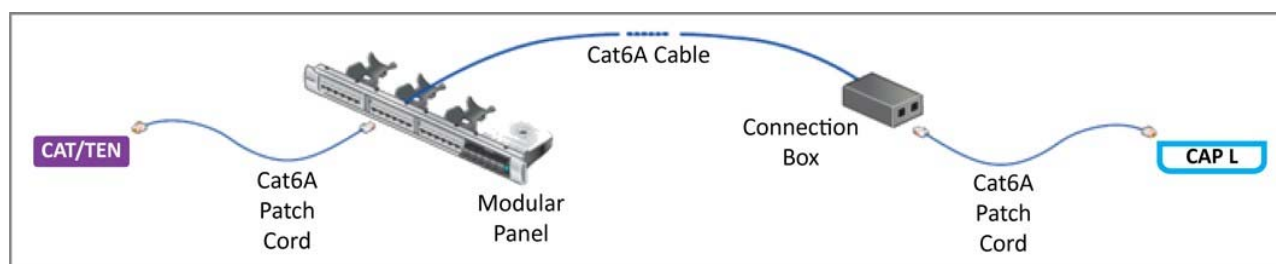 Cat6A Cable
CAT/TEN
Cat6A
Patch
Cord
Modular
Panel
Connection
Box
Cat6A
Patch
Cord
CAP L